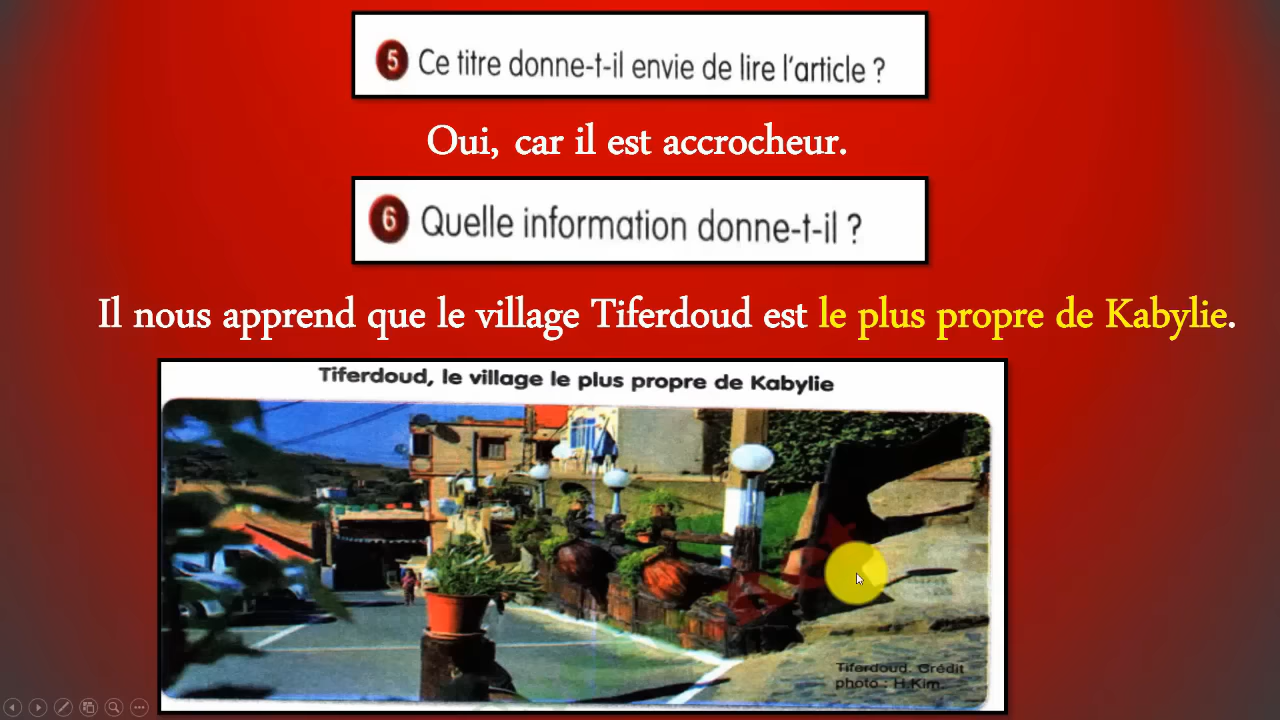 5 Ce titre donne-t-il envie de lire l'article ?
Oui, car il est accrocheur.
6 Quelle information donne-t-il ?
Il nous apprend que le village Tiferdoud est le plus propre de Kabylie.
Tiferdoud, le village le plus propre de Kabylie
Tiferdoud. Crédit
photo : H.Kim.